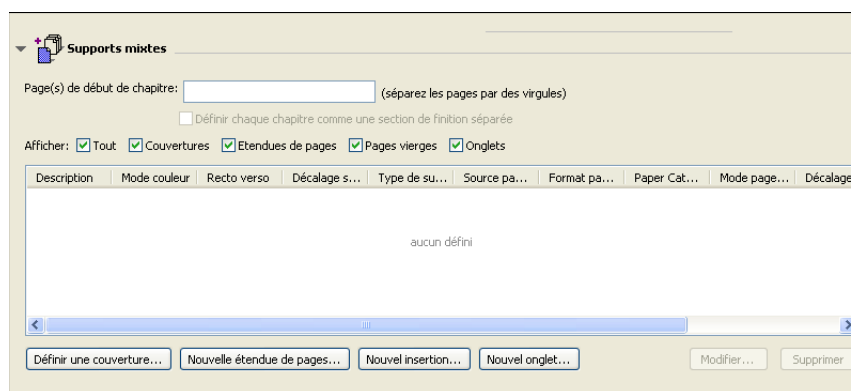 Supports mixtes
Page(s) de début de chapitre: (séparez les pages par des virgules)
Définir chaque chapitre comme une section de finition séparée
Afficher: Tout Couvertures Etendues de pages Pages vierges Onglets
Description Mode couleur Recto verso Décalage s... Type de su... Source pa... Format pa... Paper Cat... Mode page... Décalage
aucun défini
Définir une couverture... Nouvelle étendue de pages... Nouvel insertion... Nouvel onglet... Modifier... Supprimer